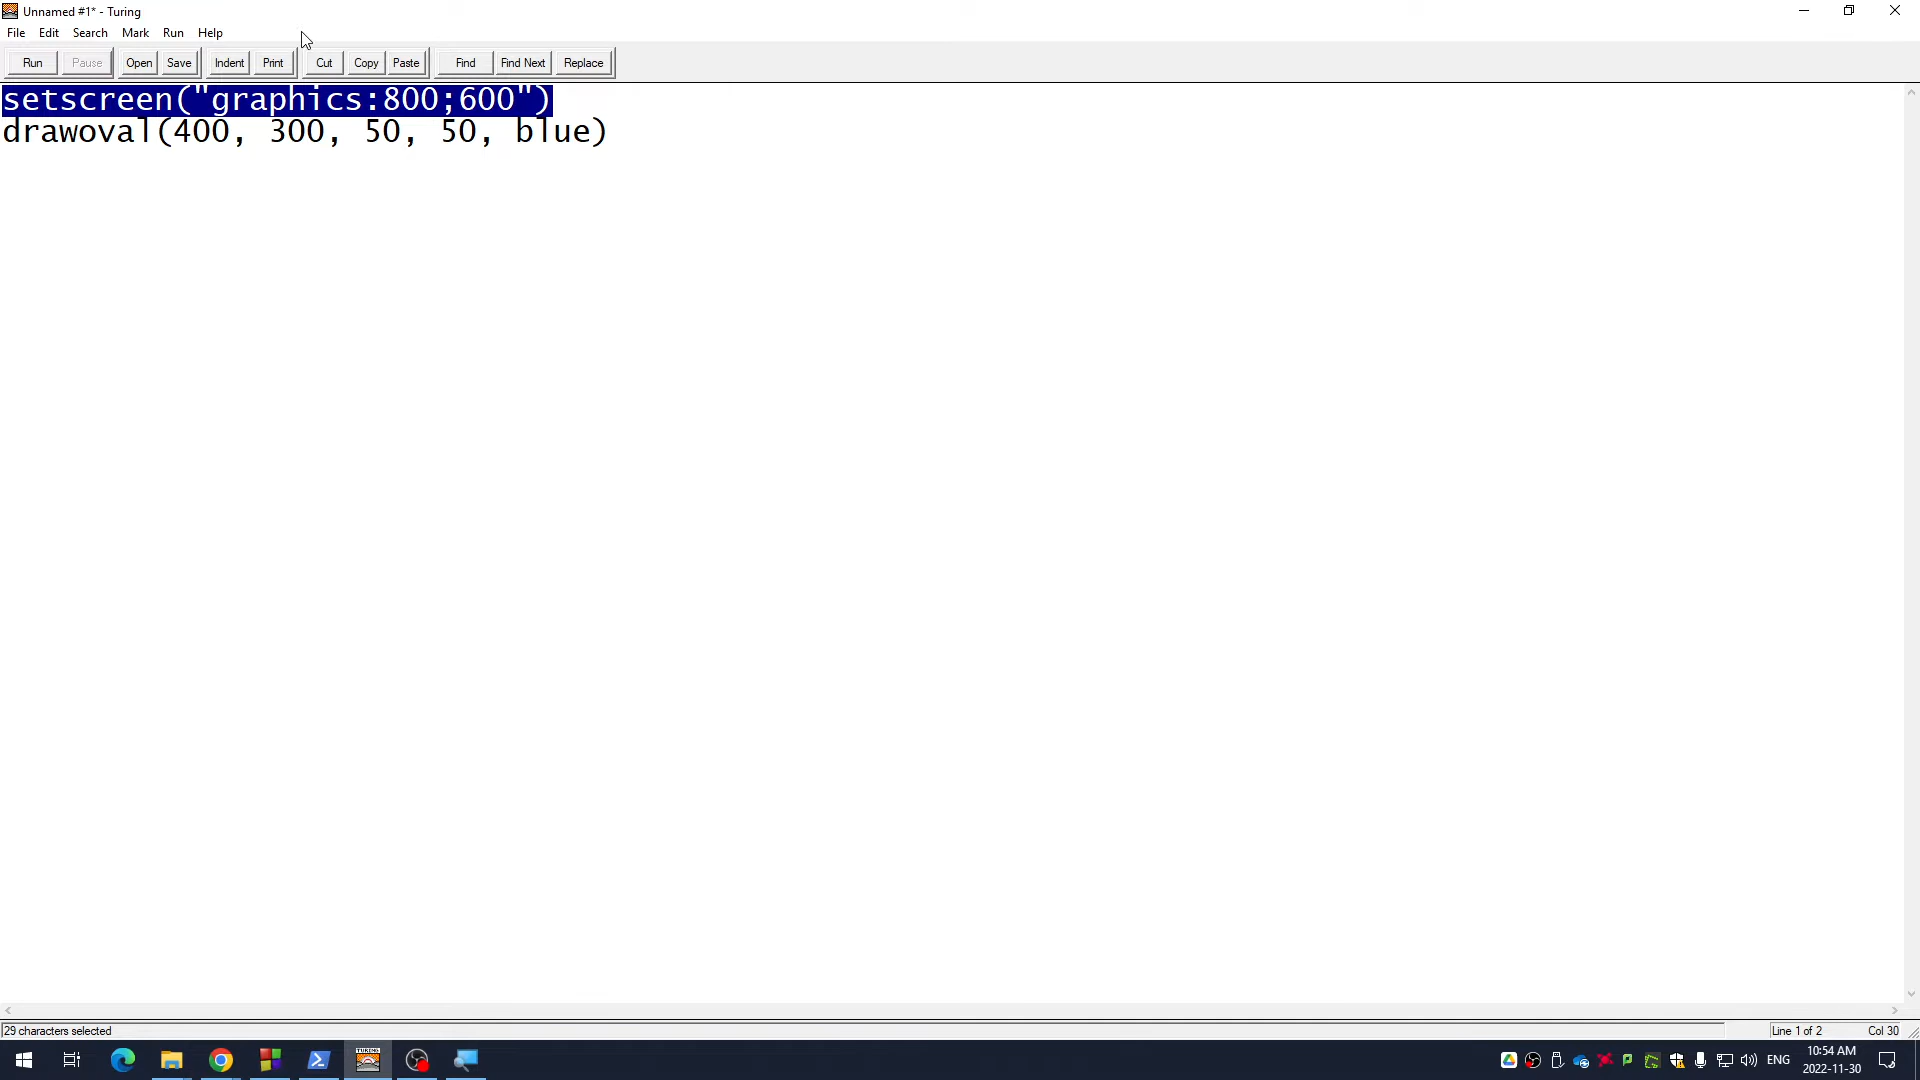 Unnamed #1* - Turing
File Edit Search Mark Run Help
Run Pause Open Save Indent Print Cut Copy Paste Find Find Next Replace
setscreen("graphics:800;600")
drawoval(400, 300, 50, 50, blue)
29 characters selected Line 1 of 2 Col 30
TURING ENG 10:54 AM
2022-11-30